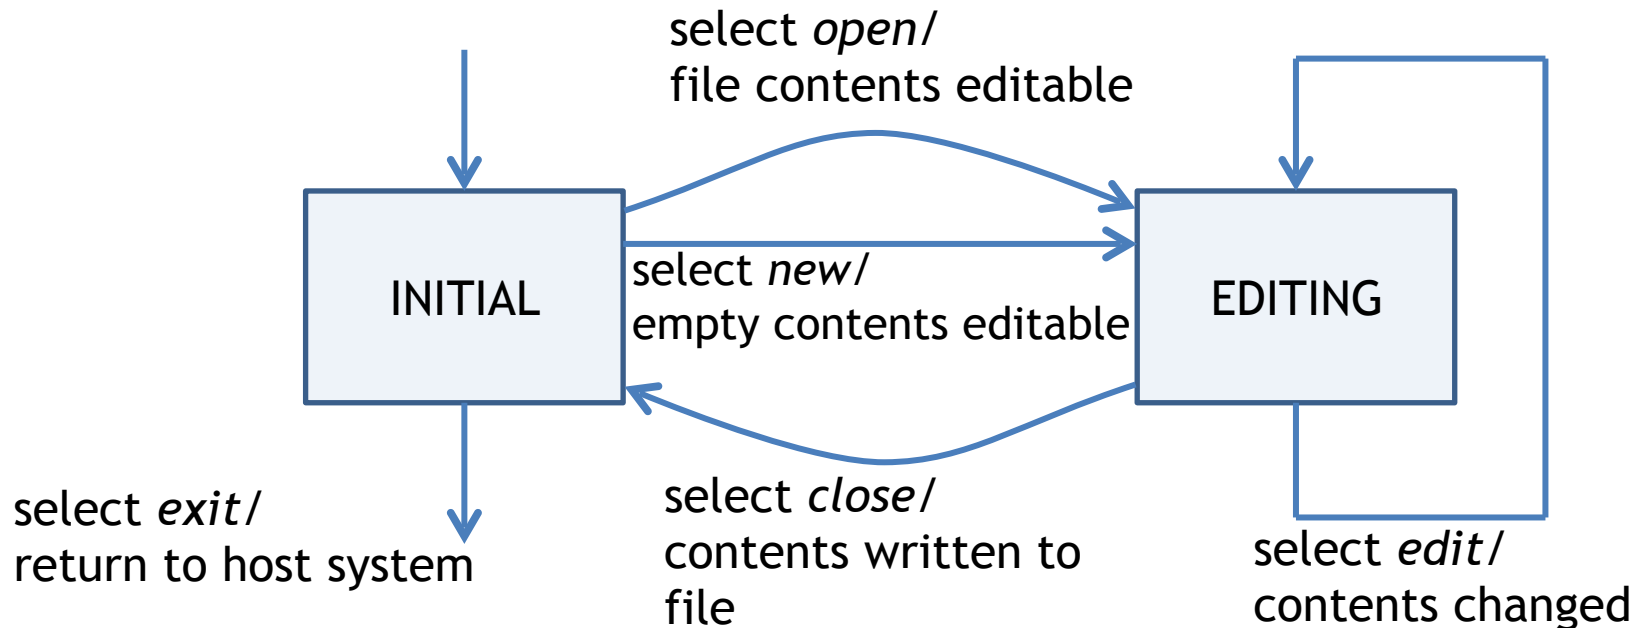 select open/
file contents editable
INITIAL
select new/
empty contents editable
EDITING
select exit/
return to host system
select close/
contents written to
file
select edit/
contents changed